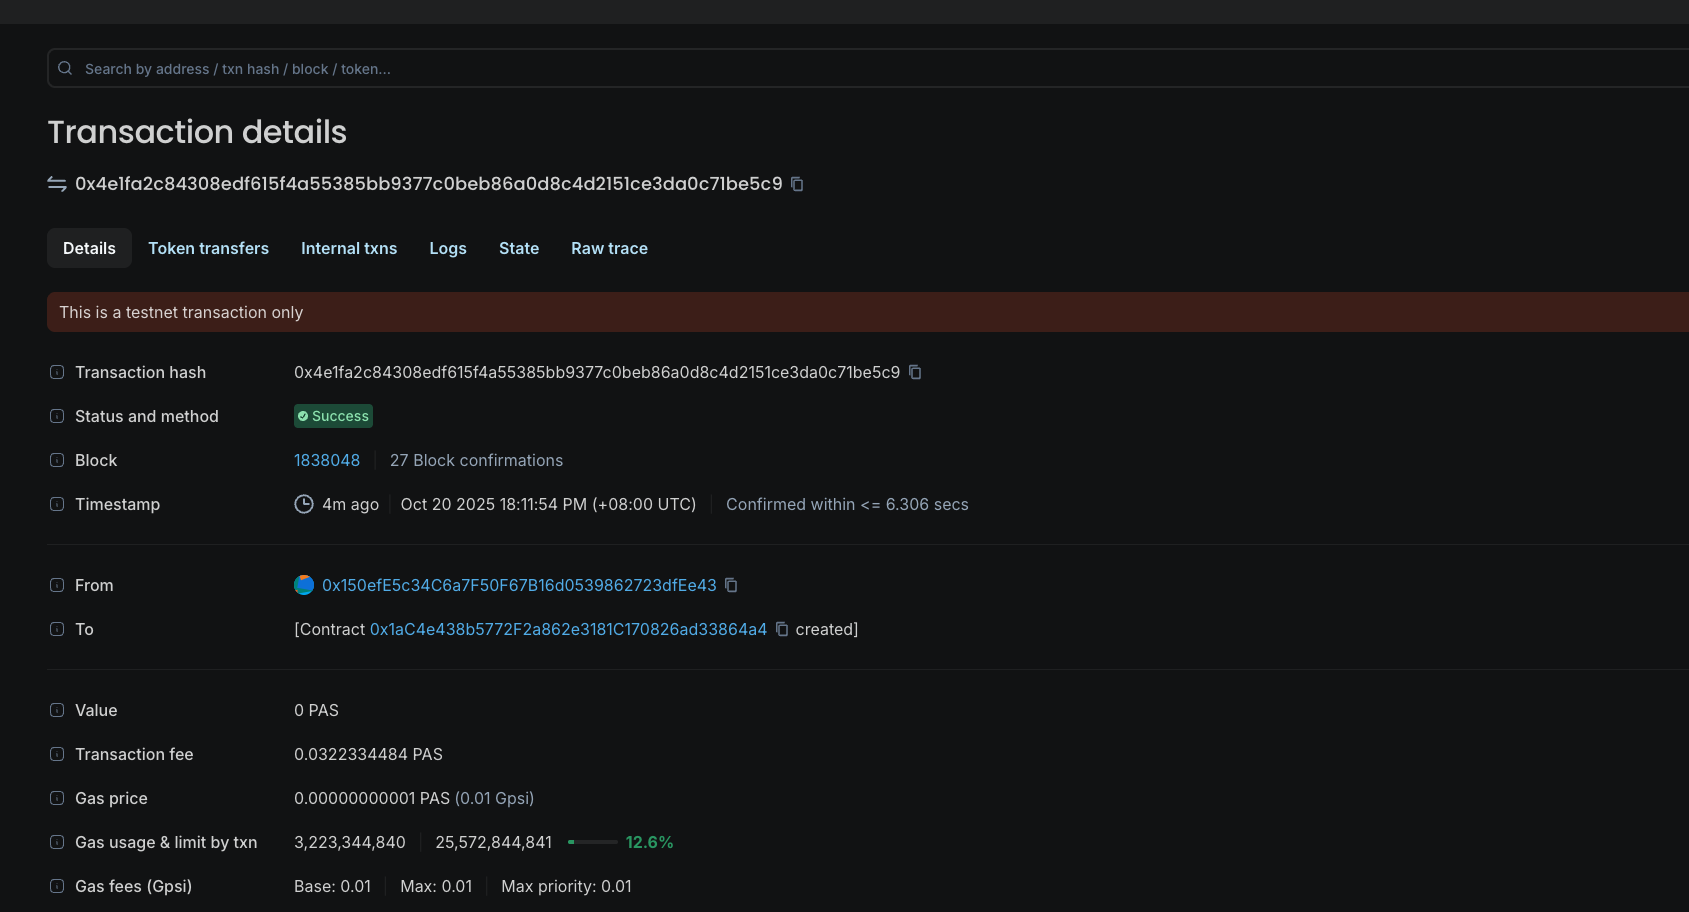 Search by address / txn hash / block / token...
Transaction details
0x4e1fa2c84308edf615f4a55385bb9377c0beb86a0d8c4d2151ce3da0c71be5c9
Details Token transfers Internal txns Logs State Raw trace
This is a testnet transaction only
Transaction hash 0x4e1fa2c84308edf615f4a55385bb9377c0beb86a0d8c4d2151ce3da0c71be5c9
Status and method Success
Block 1838048 27 Block confirmations
Timestamp 4m ago Oct 20 2025 18:11:54 PM (+08:00 UTC) Confirmed within <= 6.306 secs
From 0x150efE5c34C6a7F50F67B16d0539862723dfEe43
To [Contract 0x1aC4e438b5772F2a862e3181C170826ad33864a4 created]
Value 0 PAS
Transaction fee 0.0322334484 PAS
Gas price 0.00000000001 PAS (0.01 Gpsi)
Gas usage & limit by txn 3,223,344,840 25,572,844,841 12.6%
Gas fees (Gpsi) Base: 0.01 Max: 0.01 Max priority: 0.01